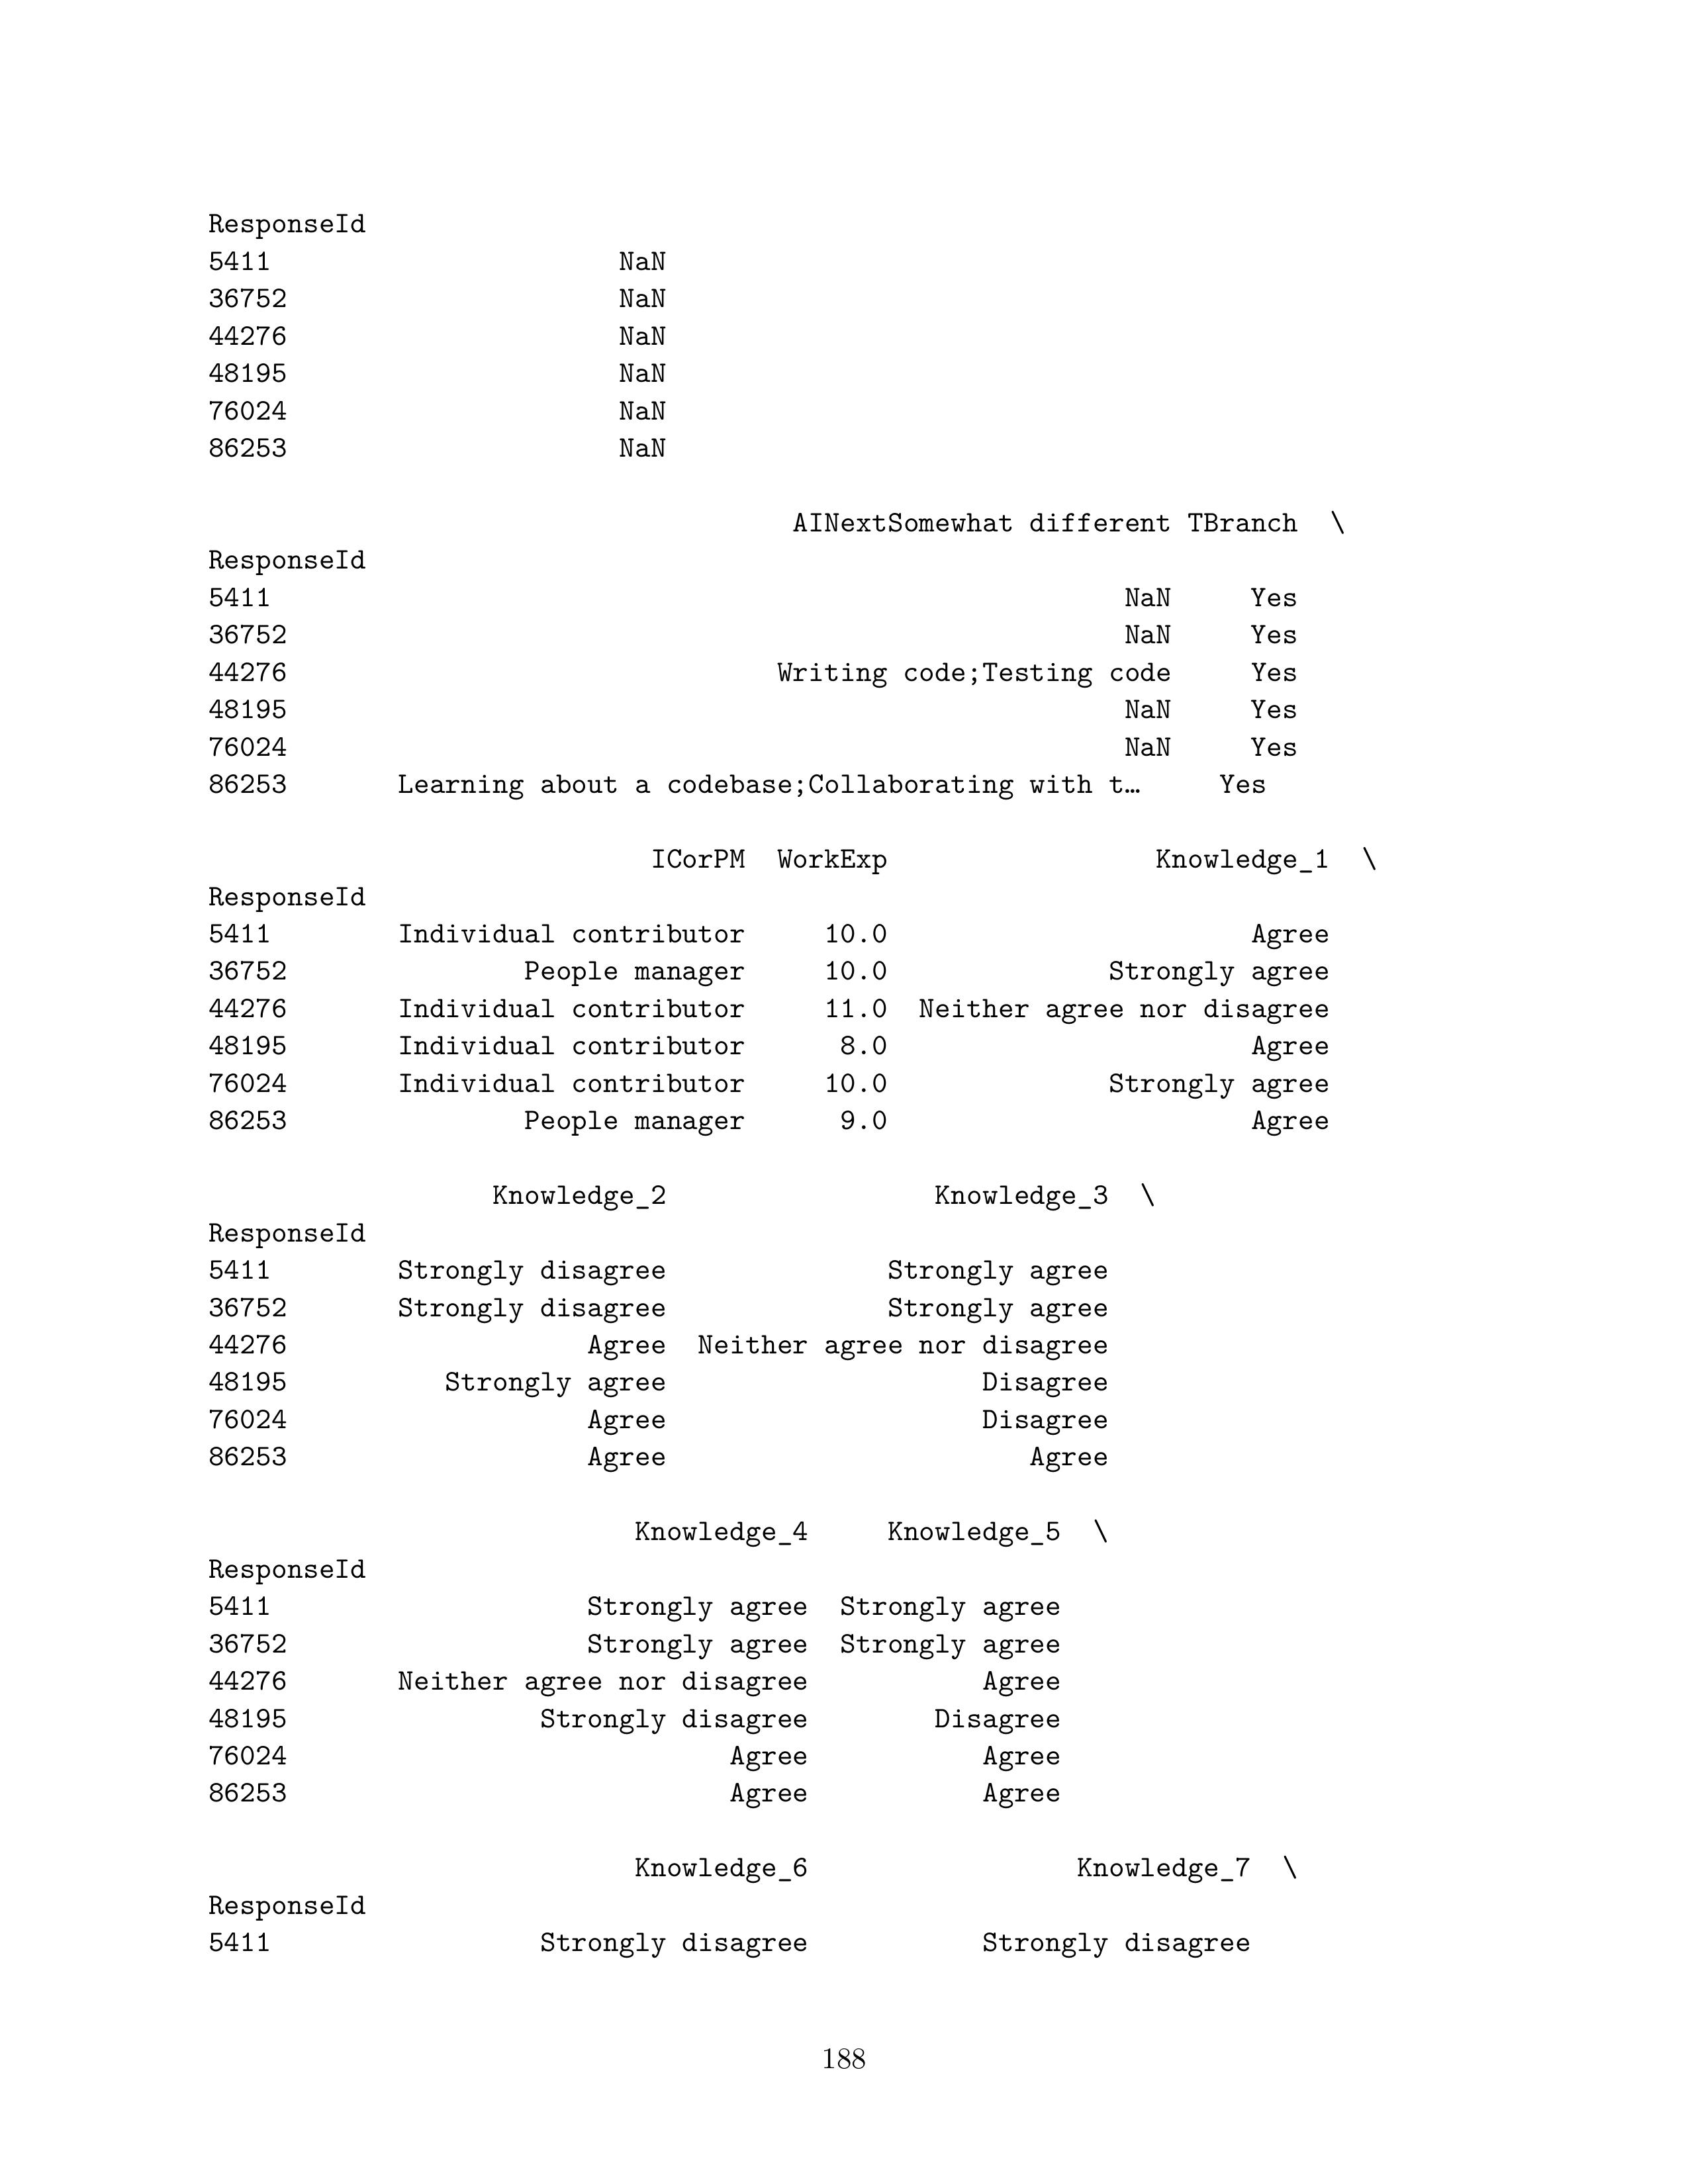 ResponseId
5411                      NaN
36752                     NaN
44276                     NaN
48195                     NaN
76024                     NaN
86253                     NaN
                                     AINextSomewhat different TBranch  \
ResponseId
5411                                                      NaN     Yes
36752                                                     NaN     Yes
44276                               Writing code;Testing code     Yes
48195                                                     NaN     Yes
76024                                                     NaN     Yes
86253       Learning about a codebase;Collaborating with t…     Yes
                            ICorPM  WorkExp                 Knowledge_1  \
ResponseId
5411        Individual contributor     10.0                       Agree
36752               People manager     10.0              Strongly agree
44276       Individual contributor     11.0  Neither agree nor disagree
48195       Individual contributor      8.0                       Agree
76024       Individual contributor     10.0              Strongly agree
86253               People manager      9.0                       Agree
                  Knowledge_2                 Knowledge_3  \
ResponseId
5411        Strongly disagree              Strongly agree
36752       Strongly disagree              Strongly agree
44276                   Agree  Neither agree nor disagree
48195          Strongly agree                    Disagree
76024                   Agree                    Disagree
86253                   Agree                       Agree
                           Knowledge_4     Knowledge_5  \
ResponseId
5411                    Strongly agree  Strongly agree
36752                   Strongly agree  Strongly agree
44276       Neither agree nor disagree           Agree
48195                Strongly disagree        Disagree
76024                            Agree           Agree
86253                            Agree           Agree
                           Knowledge_6                 Knowledge_7  \
ResponseId
5411                 Strongly disagree           Strongly disagree
188